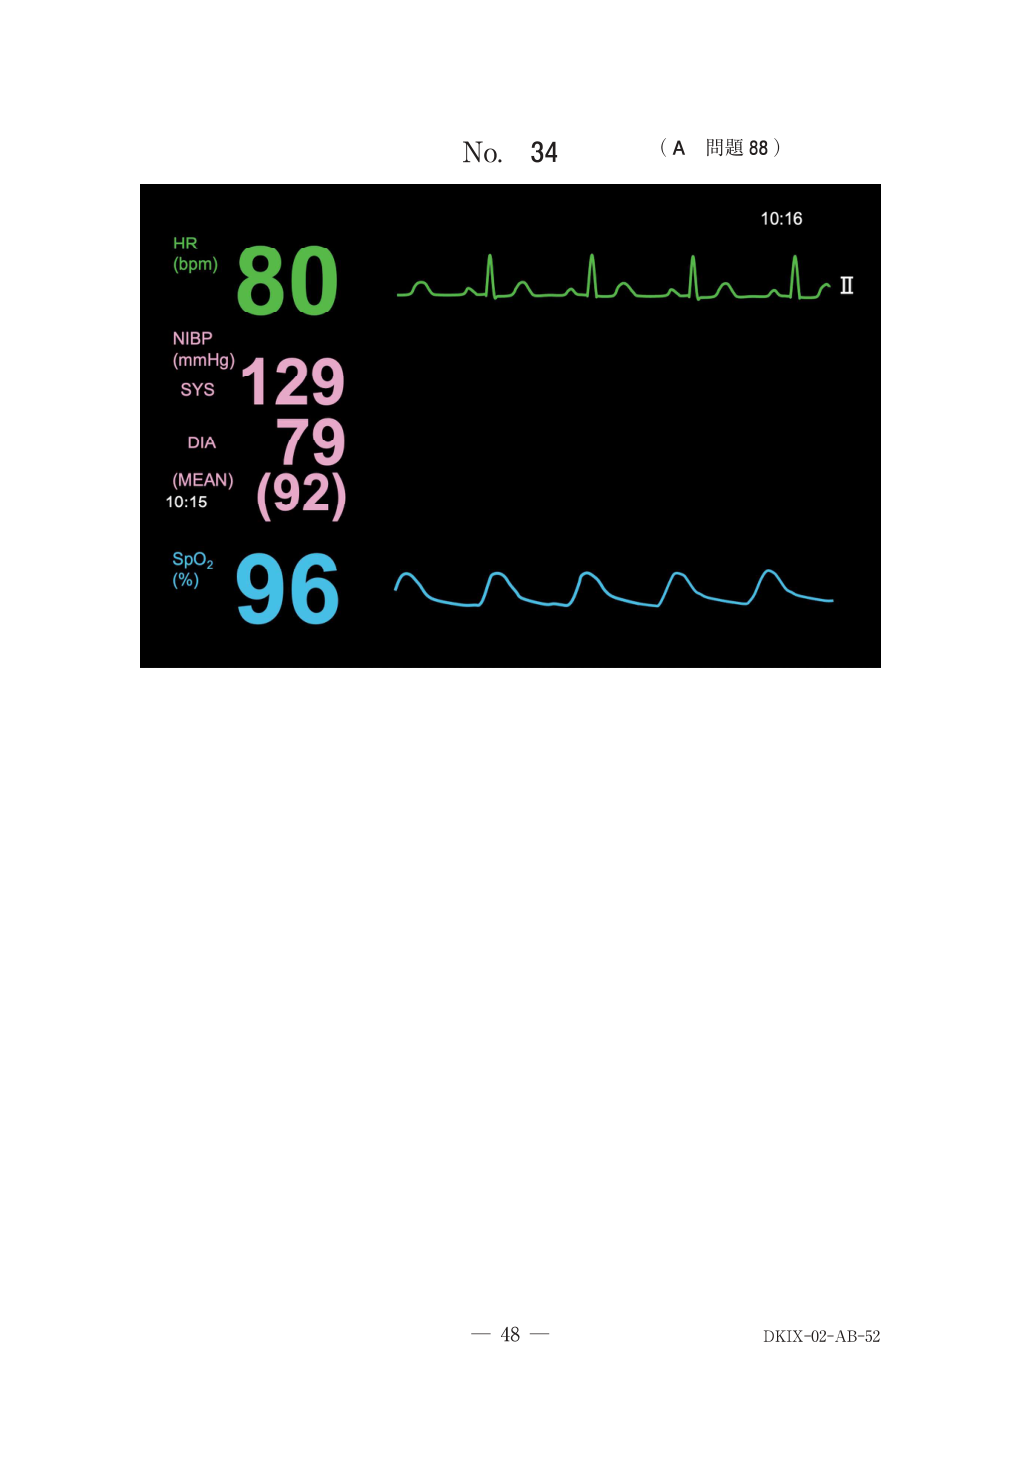 No. 34 （ A 問題 88 ）
10:16
HR
(bpm) 80
II
NIBP
(mmHg)
SYS 129
DIA 79
(MEAN) (92)
10:15
SpO₂
(%) 96
― 48 ―
DKIX-02-AB-52